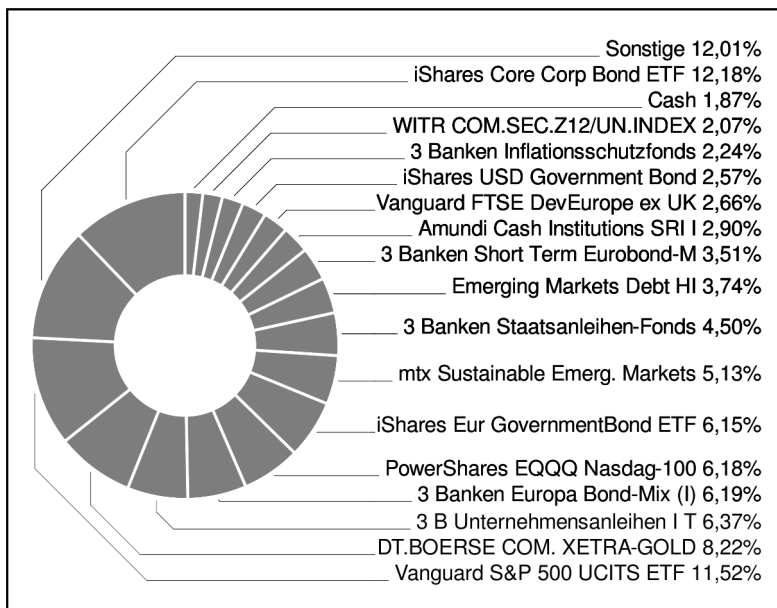 Sonstige 12,01%
iShares Core Corp Bond ETF 12,18%
Cash 1,87%
WITR COM.SEC.Z12/UN.INDEX 2,07%
3 Banken Inflationsschutzfonds 2,24%
iShares USD Government Bond 2,57%
Vanguard FTSE DevEurope ex UK 2,66%
Amundi Cash Institutions SRI I 2,90%
3 Banken Short Term Eurobond-M 3,51%
Emerging Markets Debt HI 3,74%
3 Banken Staatsanleihen-Fonds 4,50%
mtx Sustainable Emerg. Markets 5,13%
iShares Eur GovernmentBond ETF 6,15%
PowerShares EQQQ Nasdag-100 6,18%
3 Banken Europa Bond-Mix (I) 6,19%
3 B Unternehmensanleihen I T 6,37%
DT.BOERSE COM. XETRA-GOLD 8,22%
Vanguard S&P 500 UCITS ETF 11,52%